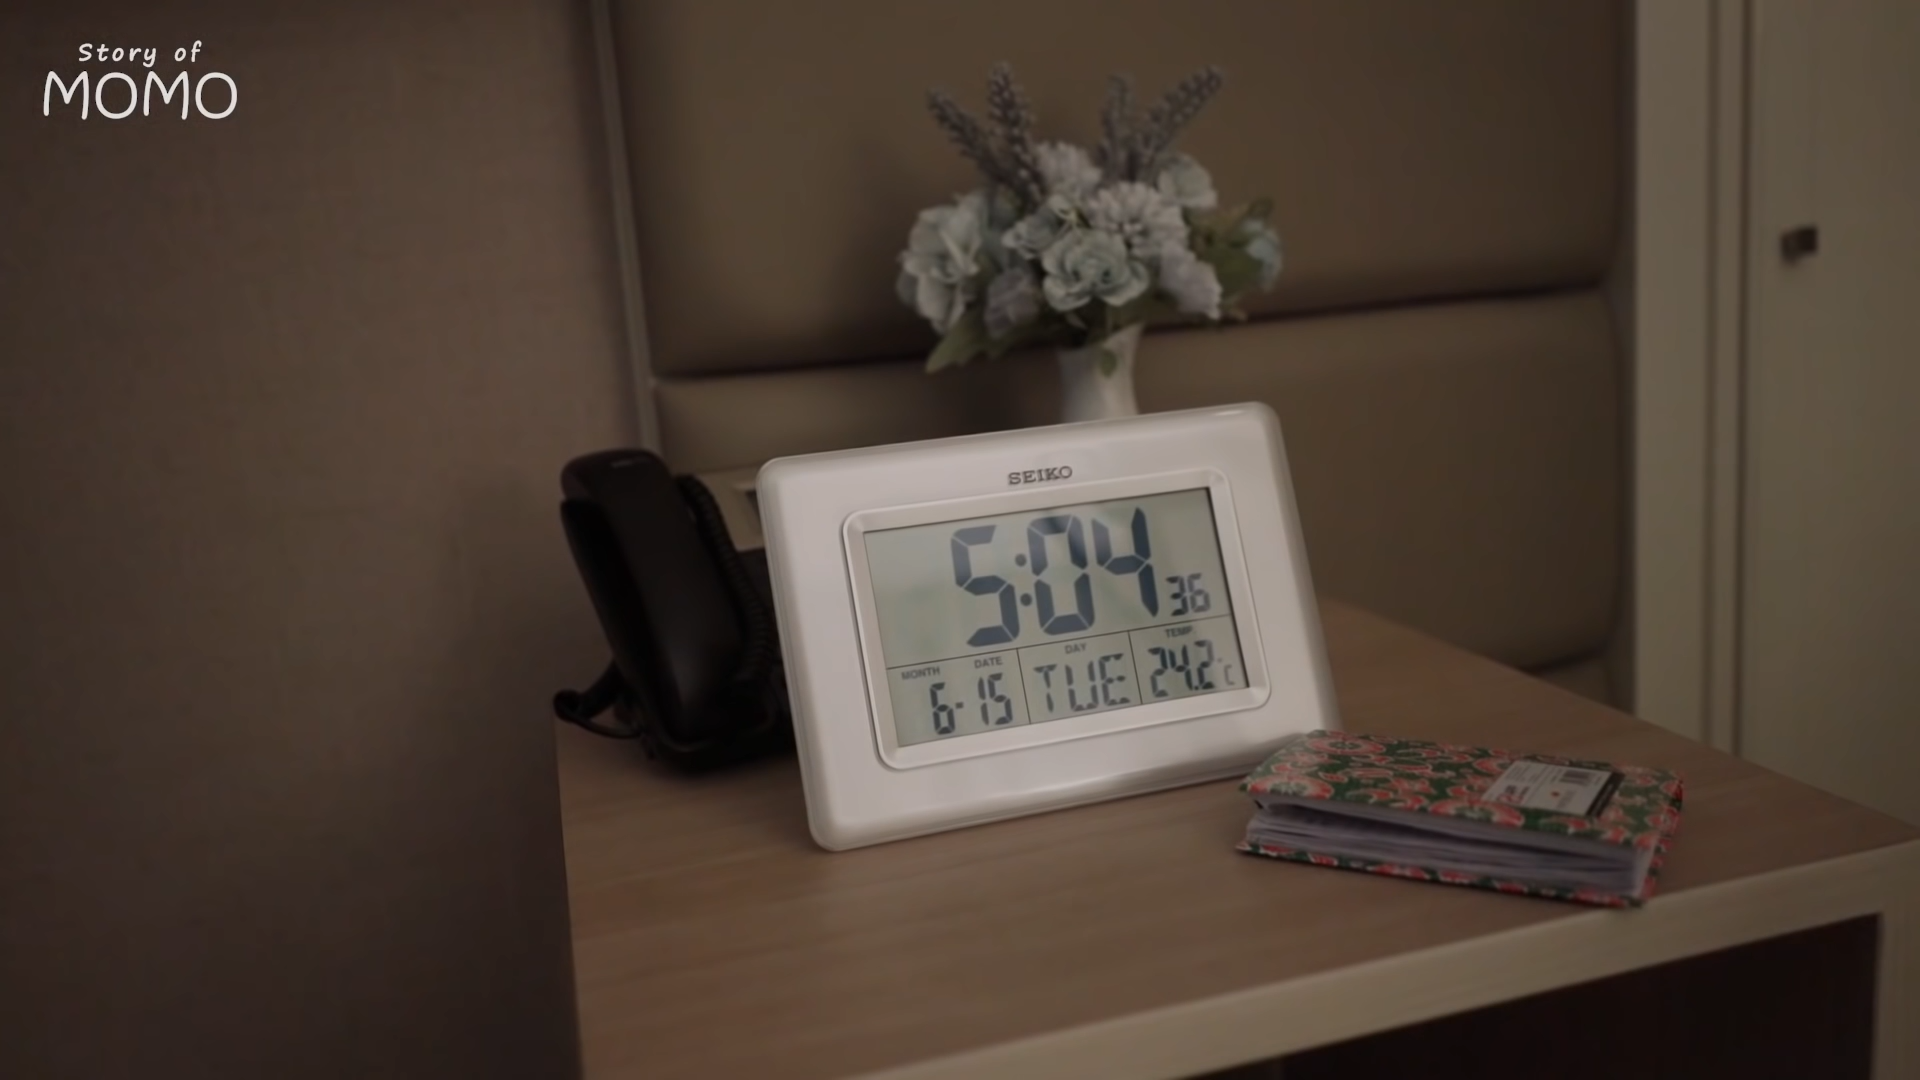 Story of
MOMO
SEIKO
5:04 36
MONTH DATE DAY TEMP
6-15 TUE 24.2°C